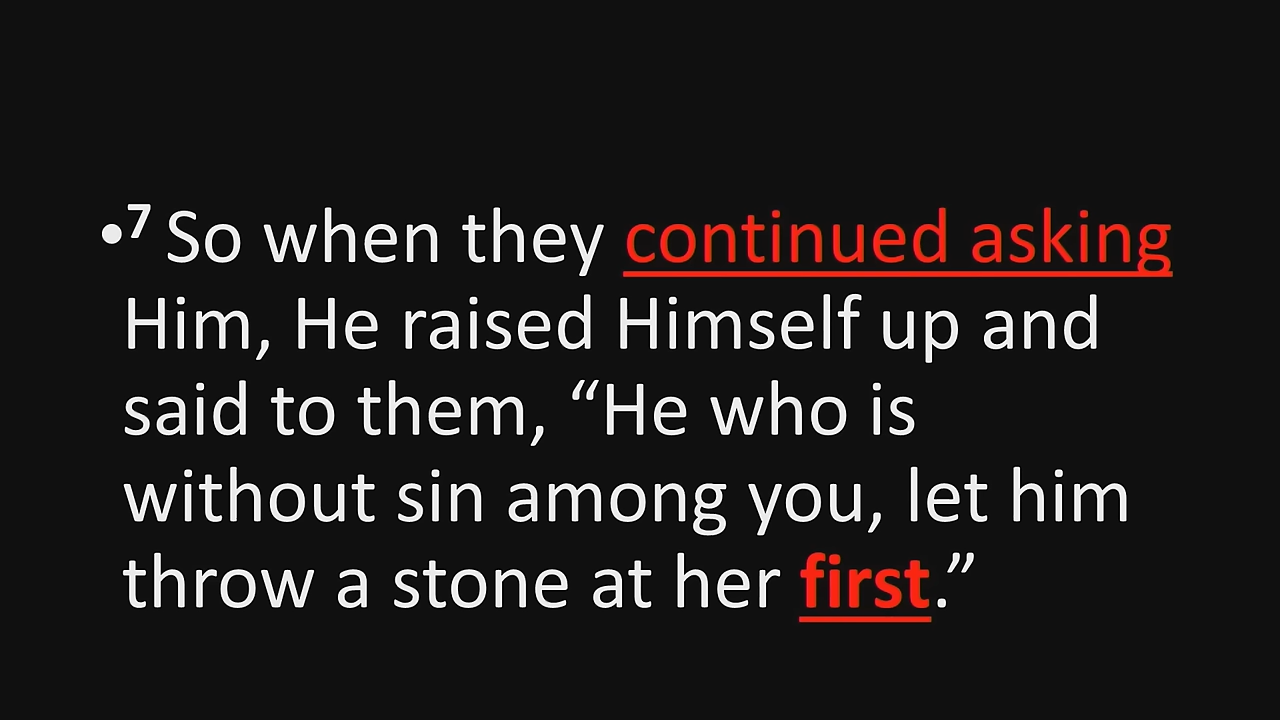 •⁷ So when they continued asking
Him, He raised Himself up and
said to them, “He who is
without sin among you, let him
throw a stone at her first.”